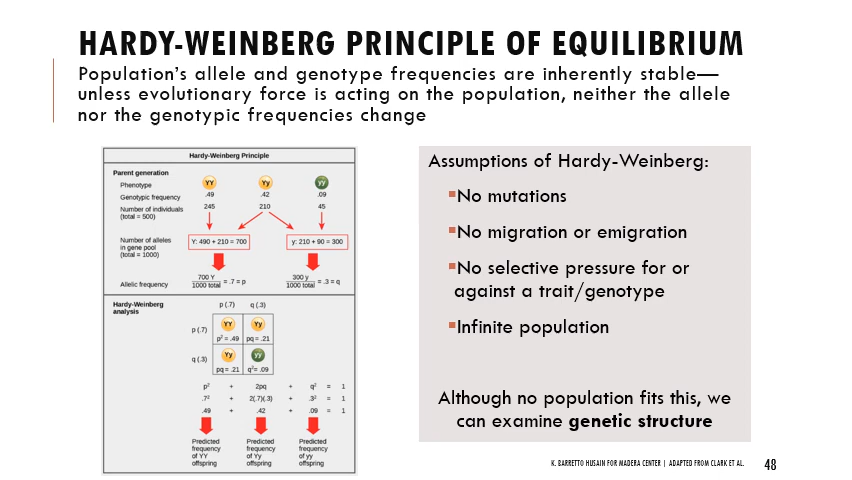 HARDY-WEINBERG PRINCIPLE OF EQUILIBRIUM
Population's allele and genotype frequencies are inherently stable—
unless evolutionary force is acting on the population, neither the allele
nor the genotypic frequencies change
Hardy-Weinberg Principle
Parent generation
Phenotype YY Yy yy
Genotypic frequency .49 .42 .09
Number of individuals 245 210 45
(total = 500)
Number of alleles
in gene pool
(total = 1000)
Y: 490 + 210 = 700 y: 210 + 90 = 300
Allelic frequency
700 Y
1000 total
= .7 = p
300 y
1000 total
= .3 = q
Hardy-Weinberg
analysis
p (.7) q (.3)
p (.7) YY Yy
p² = .49 pq = .21
q (.3) Yy yy
pq = .21 q²= .09
p² + 2pq + q² = 1
.7² + 2(.7)(.3) + .3² = 1
.49 + .42 + .09 = 1
Predicted
frequency
of YY
offspring
Predicted
frequency
of Yy
offspring
Predicted
frequency
of yy
offspring
Assumptions of Hardy-Weinberg:
▪No mutations
▪No migration or emigration
▪No selective pressure for or
against a trait/genotype
▪Infinite population
Although no population fits this, we
can examine genetic structure
K. BARRETTO HUSAIN FOR MADERA CENTER | ADAPTED FROM CLARK ET AL. 48